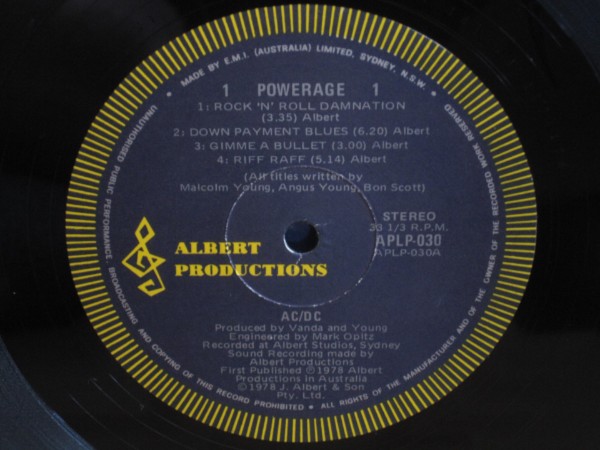 MADE BY E.M.I. (AUSTRALIA) LIMITED, SYDNEY, N.S.W.
1 POWERAGE 1
1: ROCK 'N' ROLL DAMNATION
(3.35) Albert
2: DOWN PAYMENT BLUES (6.20) Albert
3: GIMME A BULLET (3.00) Albert
4: RIFF RAFF (5.14) Albert
(All titles written by
Malcolm Young, Angus Young, Bon Scott)
STEREO
33 1/3 R.P.M.
APLP-030
APLP-030A
ALBERT
PRODUCTIONS
AC/DC
Produced by Vanda and Young
Engineered by Mark Opitz
Recorded at Albert Studios, Sydney
Sound Recording made by
Albert Productions
First Published ℗1978 Albert
Productions in Australia
©1978 J. Albert & Son
Pty. Ltd.
UNAUTHORISED PUBLIC PERFORMANCE, BROADCASTING AND COPYING OF THIS RECORD PROHIBITED • ALL RIGHTS OF THE MANUFACTURER AND OF THE OWNER OF THE RECORDED WORK RESERVED